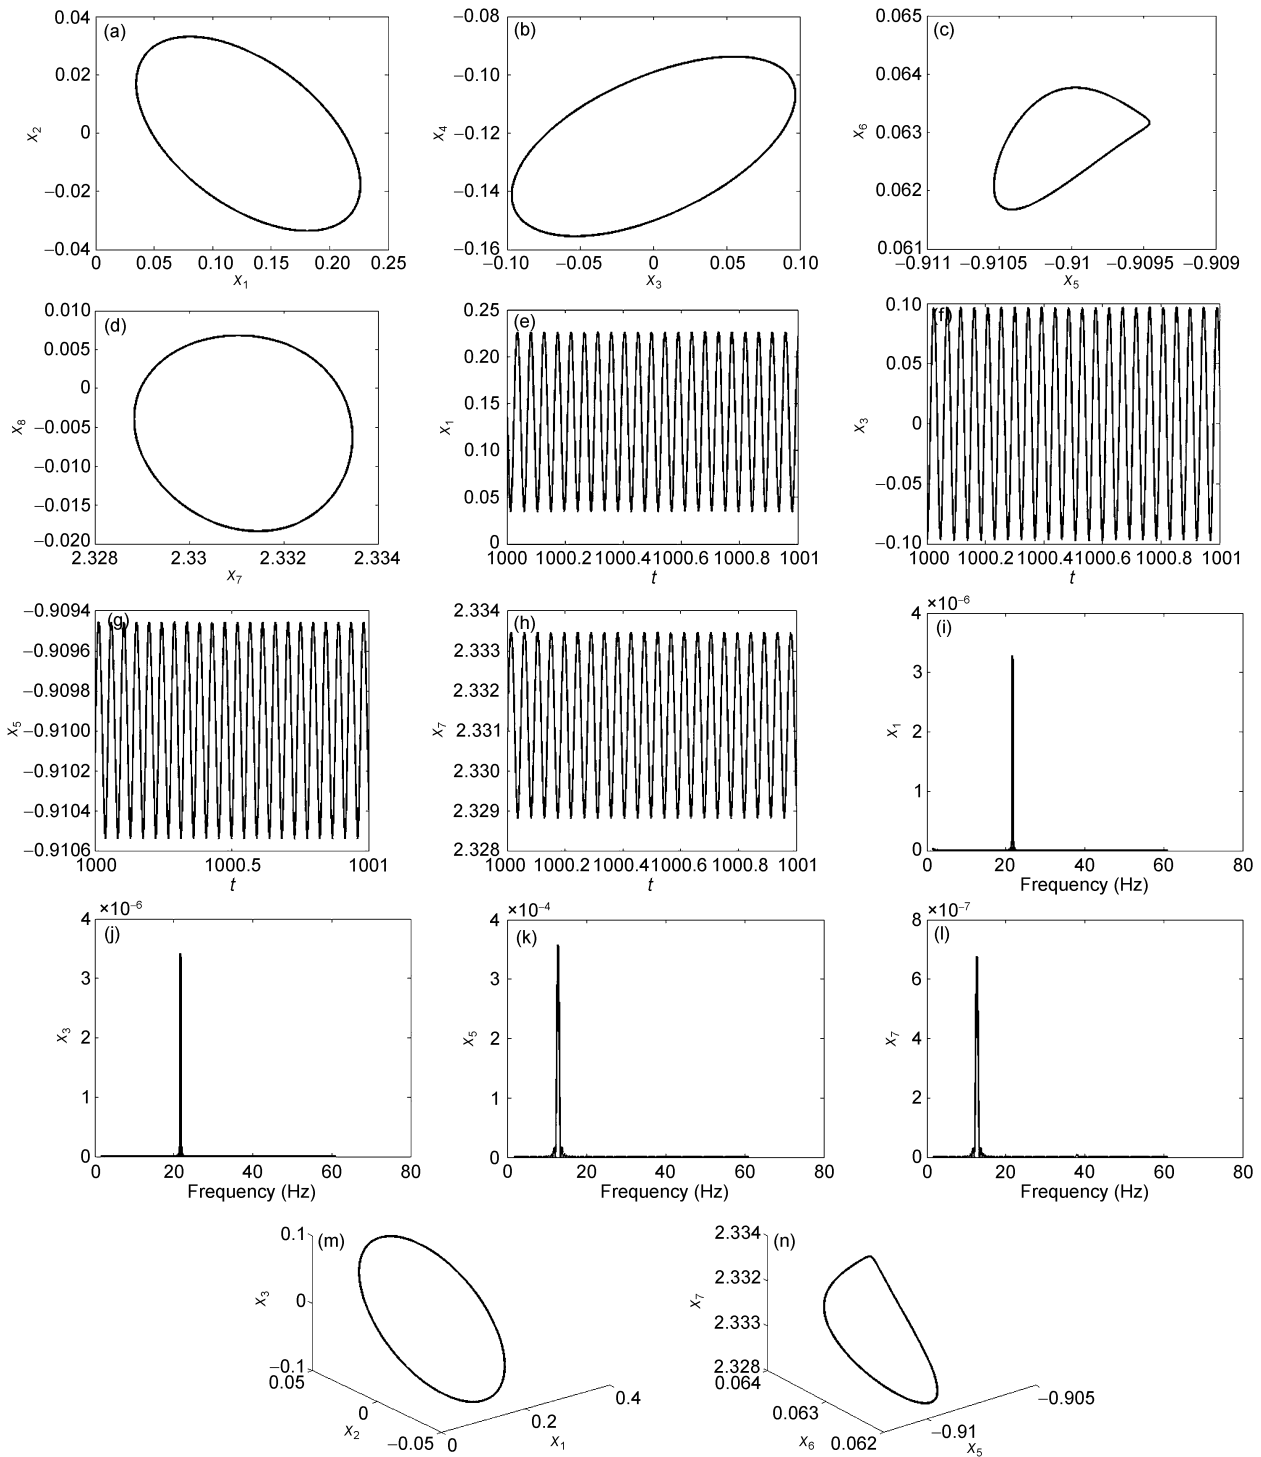 (a)
0.04
0.02
0
−0.02
−0.04
x2
0 0.05 0.10 0.15 0.20 0.25
x1
(b)
−0.08
−0.10
−0.12
−0.14
−0.16
x4
−0.10 −0.05 0 0.05 0.10
x3
(c)
0.065
0.064
0.063
0.062
0.061
x6
−0.911 −0.9105 −0.91 −0.9095 −0.909
x5
(d)
0.010
0.005
0
−0.005
−0.010
−0.015
−0.020
x8
2.328 2.33 2.332 2.334
x7
(e)
0.25
0.20
0.15
0.10
0.05
0
x1
1000 1000.2 1000.4 1000.6 1000.8 1001
t
(f)
0.10
0.05
0
−0.05
−0.10
x3
1000 1000.2 1000.4 1000.6 1000.8 1001
t
(g)
−0.9094
−0.9096
−0.9098
−0.9100
−0.9102
−0.9104
−0.9106
x5
1000 1000.5 1001
t
(h)
2.334
2.333
2.332
2.331
2.330
2.329
2.328
x7
1000 1000.2 1000.4 1000.6 1000.8 1001
t
×10−6
(i)
4
3
2
1
0
x1
0 20 40 60 80
Frequency (Hz)
×10−6
(j)
4
3
2
1
0
x3
0 20 40 60 80
Frequency (Hz)
×10−4
(k)
4
3
2
1
0
x5
0 20 40 60 80
Frequency (Hz)
×10−7
(l)
8
6
4
2
0
x7
0 20 40 60 80
Frequency (Hz)
(m)
0.1
0
−0.1
x3
0.05
0
−0.05
x2
0 0.2 0.4
x1
(n)
2.334
2.332
2.333
2.328
x7
0.064
0.063
0.062
x6
−0.91 −0.905
x5